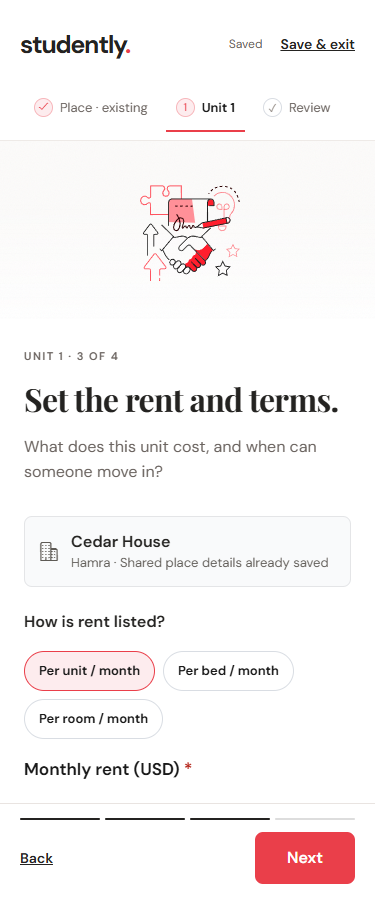 studently.
Saved
Save & exit
Place · existing
1
Unit 1
Review
UNIT 1 · 3 OF 4
Set the rent and terms.
What does this unit cost, and when can
someone move in?
Cedar House
Hamra · Shared place details already saved
How is rent listed?
Per unit / month
Per bed / month
Per room / month
Monthly rent (USD) *
Back
Next